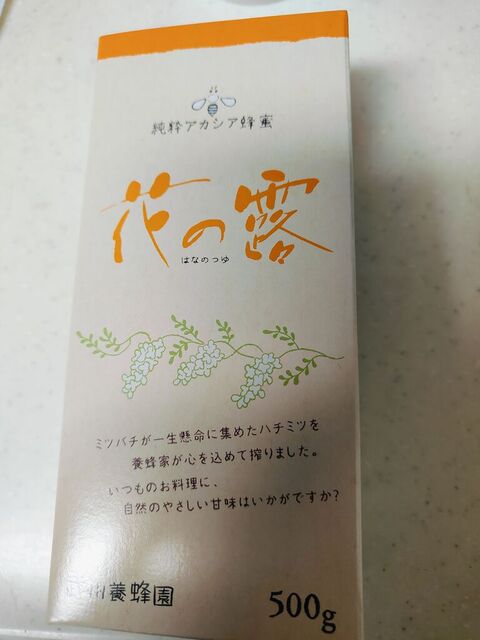 純粋アカシア蜂蜜
花の露
はなのつゆ
ミツバチが一生懸命に集めたハチミツを
養蜂家が心を込めて搾りました。
いつものお料理に、
自然のやさしい甘味はいかがですか?
武州養蜂園
500g